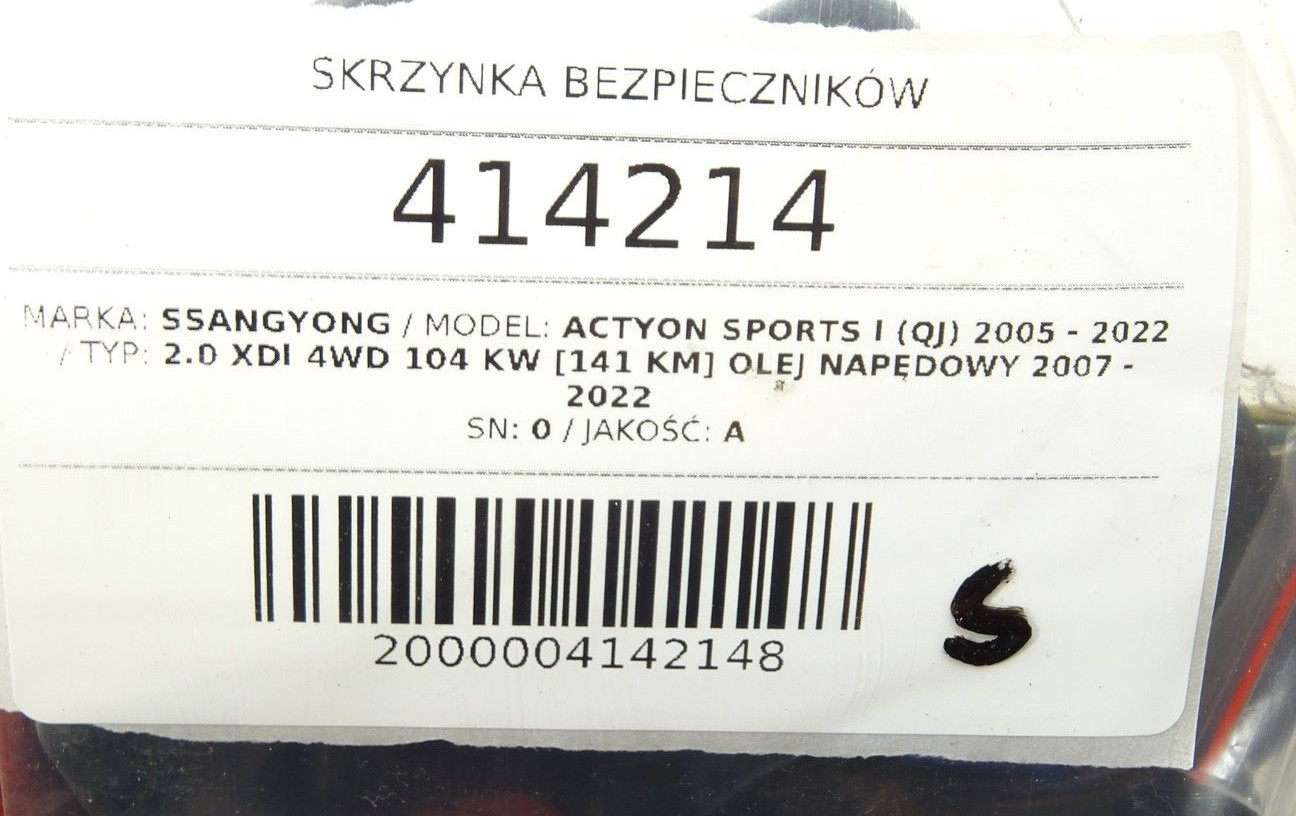 SKRZYNKA BEZPIECZNIKÓW
414214
MARKA: SSANGYONG / MODEL: ACTYON SPORTS I (QJ) 2005 - 2022
/ TYP: 2.0 XDI 4WD 104 KW [141 KM] OLEJ NAPĘDOWY 2007 -
2022
SN: 0 / JAKOŚĆ: A
2000004142148
S